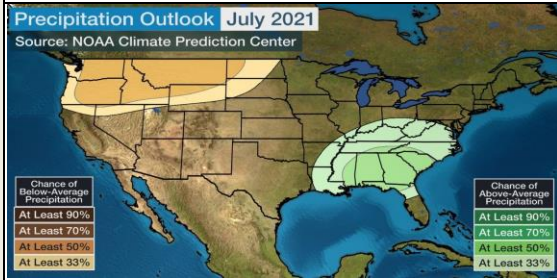 Precipitation Outlook July 2021
Source: NOAA Climate Prediction Center
Chance of
Below-Average
Precipitation
At Least 90%
At Least 70%
At Least 50%
At Least 33%
Chance of
Above-Average
Precipitation
At Least 90%
At Least 70%
At Least 50%
At Least 33%